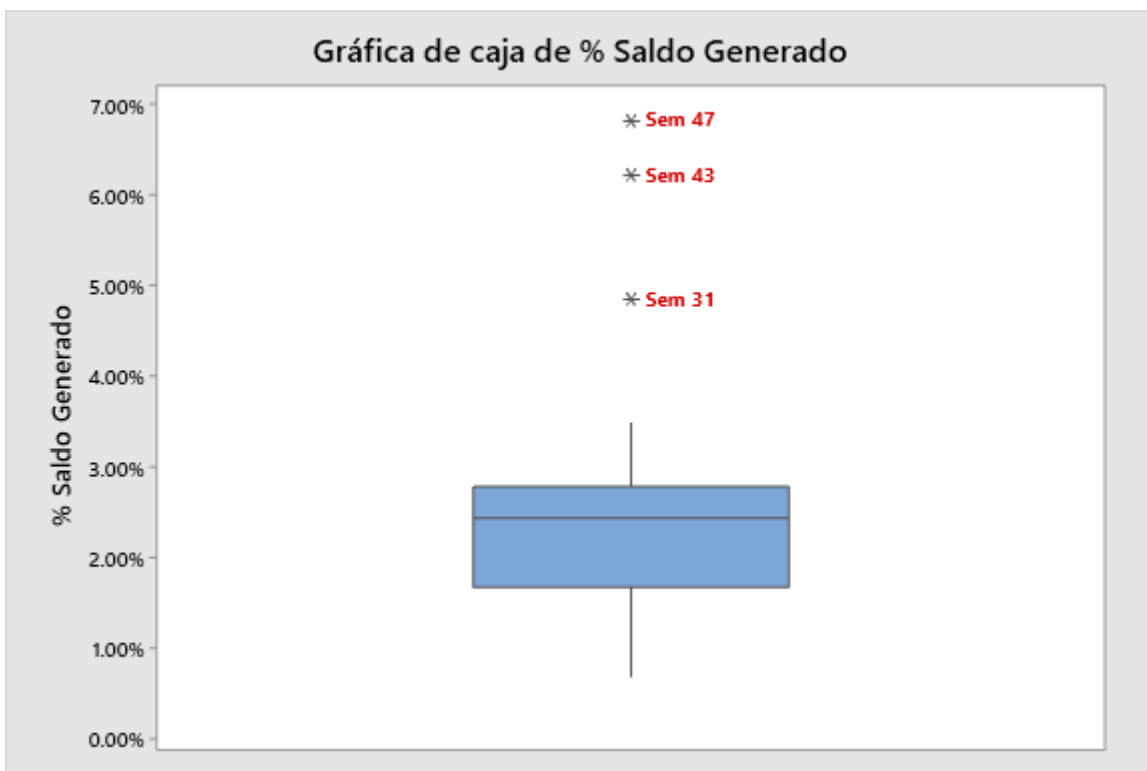 Gráfica de caja de % Saldo Generado
% Saldo Generado
7.00%
6.00%
5.00%
4.00%
3.00%
2.00%
1.00%
0.00%
Sem 47
Sem 43
Sem 31